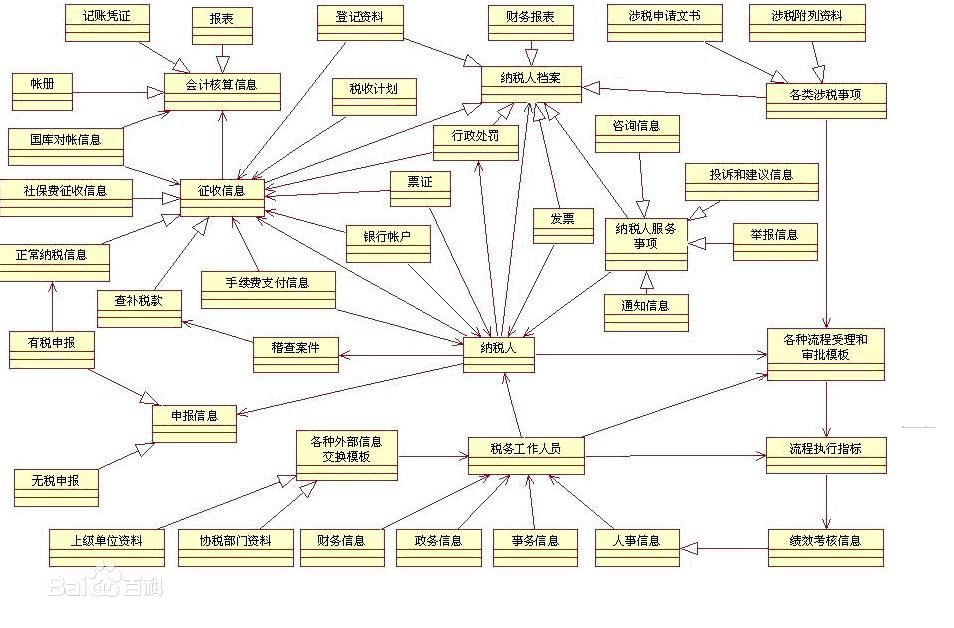 记账凭证
报表
登记资料
财务报表
涉税申请文书
涉税附列资料
帐册
会计核算信息
税收计划
纳税人档案
各类涉税事项
国库对帐信息
行政处罚
咨询信息
社保费征收信息
征收信息
票证
投诉和建议信息
正常纳税信息
银行帐户
发票
纳税人服务
事项
举报信息
查补税款
手续费支付信息
通知信息
有税申报
稽查案件
纳税人
各种流程受理和
审批模板
申报信息
各种外部信息
交换模板
税务工作人员
流程执行指标
无税申报
上级单位资料
协税部门资料
财务信息
政务信息
事务信息
人事信息
绩效考核信息
Bai百科